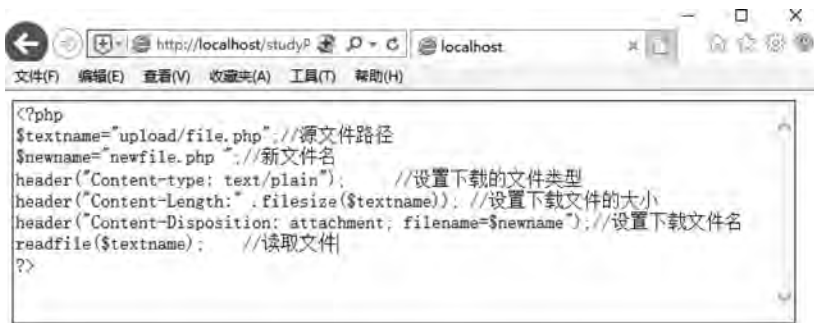 http://localhost/studyP
localhost
文件(F) 编辑(E) 查看(V) 收藏夹(A) 工具(T) 帮助(H)
<?php
$textname="upload/file.php";//源文件路径
$newname="newfile.php ";//新文件名
header("Content-type: text/plain"); //设置下载的文件类型
header("Content-Length:" .filesize($textname)); //设置下载文件的大小
header("Content-Disposition: attachment; filename=$newname");//设置下载文件名
readfile($textname); //读取文件
?>